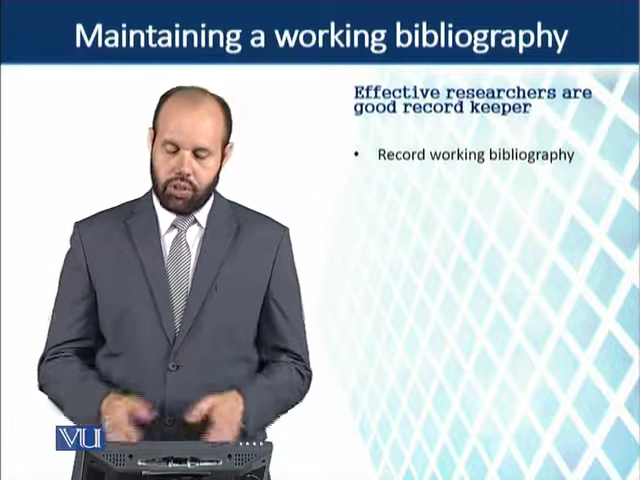 Maintaining a working bibliography
Effective researchers are
good record keeper
• Record working bibliography
VU